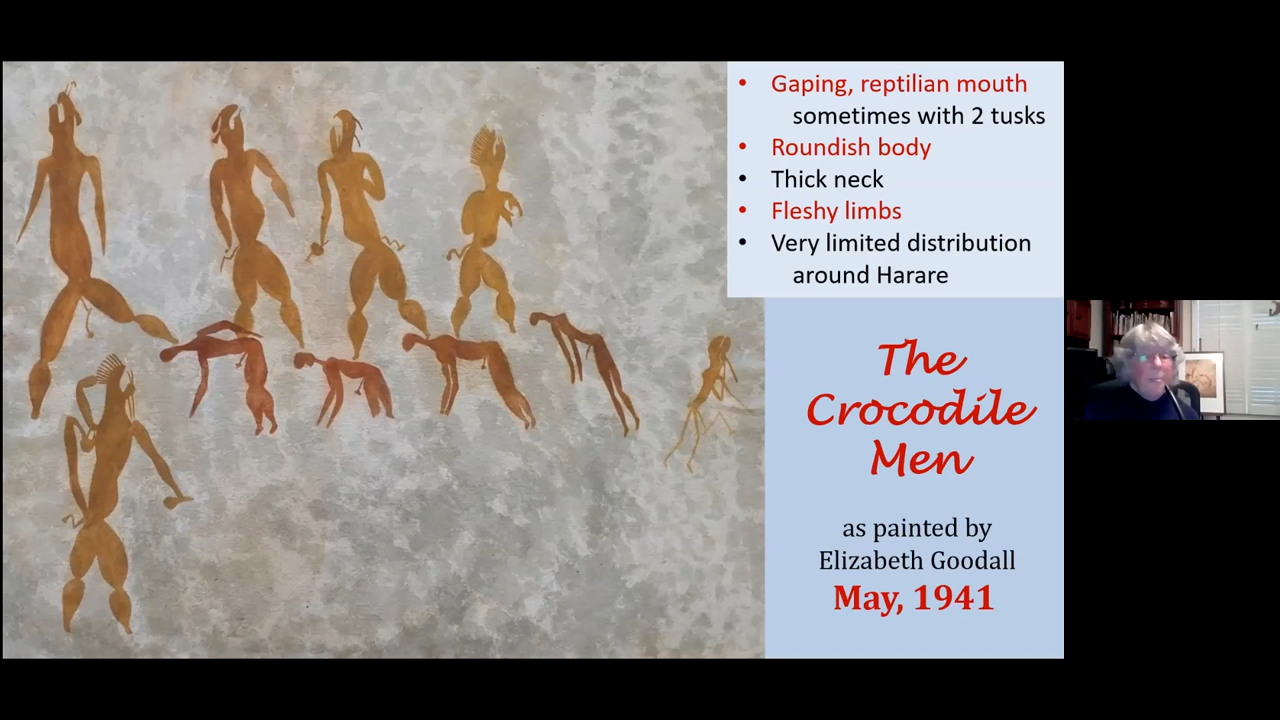 • Gaping, reptilian mouth
sometimes with 2 tusks
• Roundish body
• Thick neck
• Fleshy limbs
• Very limited distribution
around Harare
The
Crocodile
Men
as painted by
Elizabeth Goodall
May, 1941